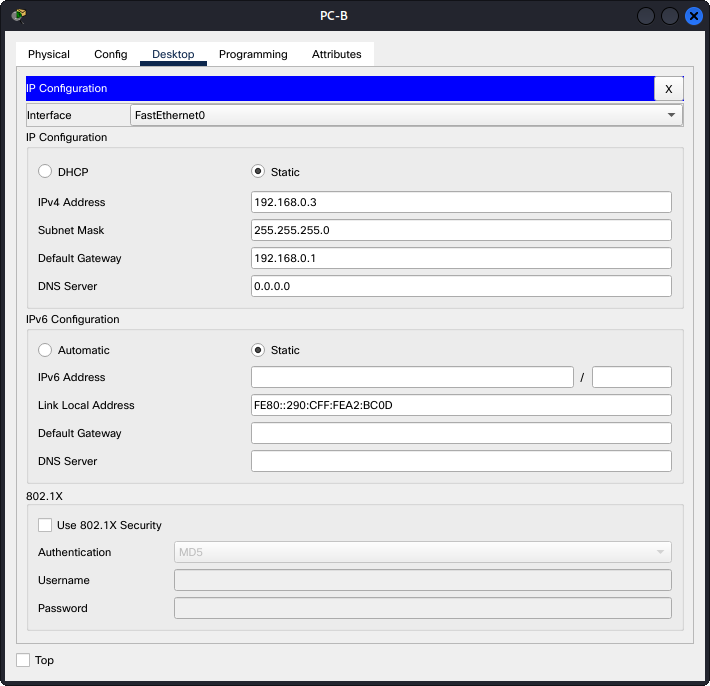 PC-B
Physical Config Desktop Programming Attributes
IP Configuration X
Interface FastEthernet0
IP Configuration
DHCP Static
IPv4 Address 192.168.0.3
Subnet Mask 255.255.255.0
Default Gateway 192.168.0.1
DNS Server 0.0.0.0
IPv6 Configuration
Automatic Static
IPv6 Address /
Link Local Address FE80::290:CFF:FEA2:BC0D
Default Gateway
DNS Server
802.1X
Use 802.1X Security
Authentication MD5
Username
Password
Top